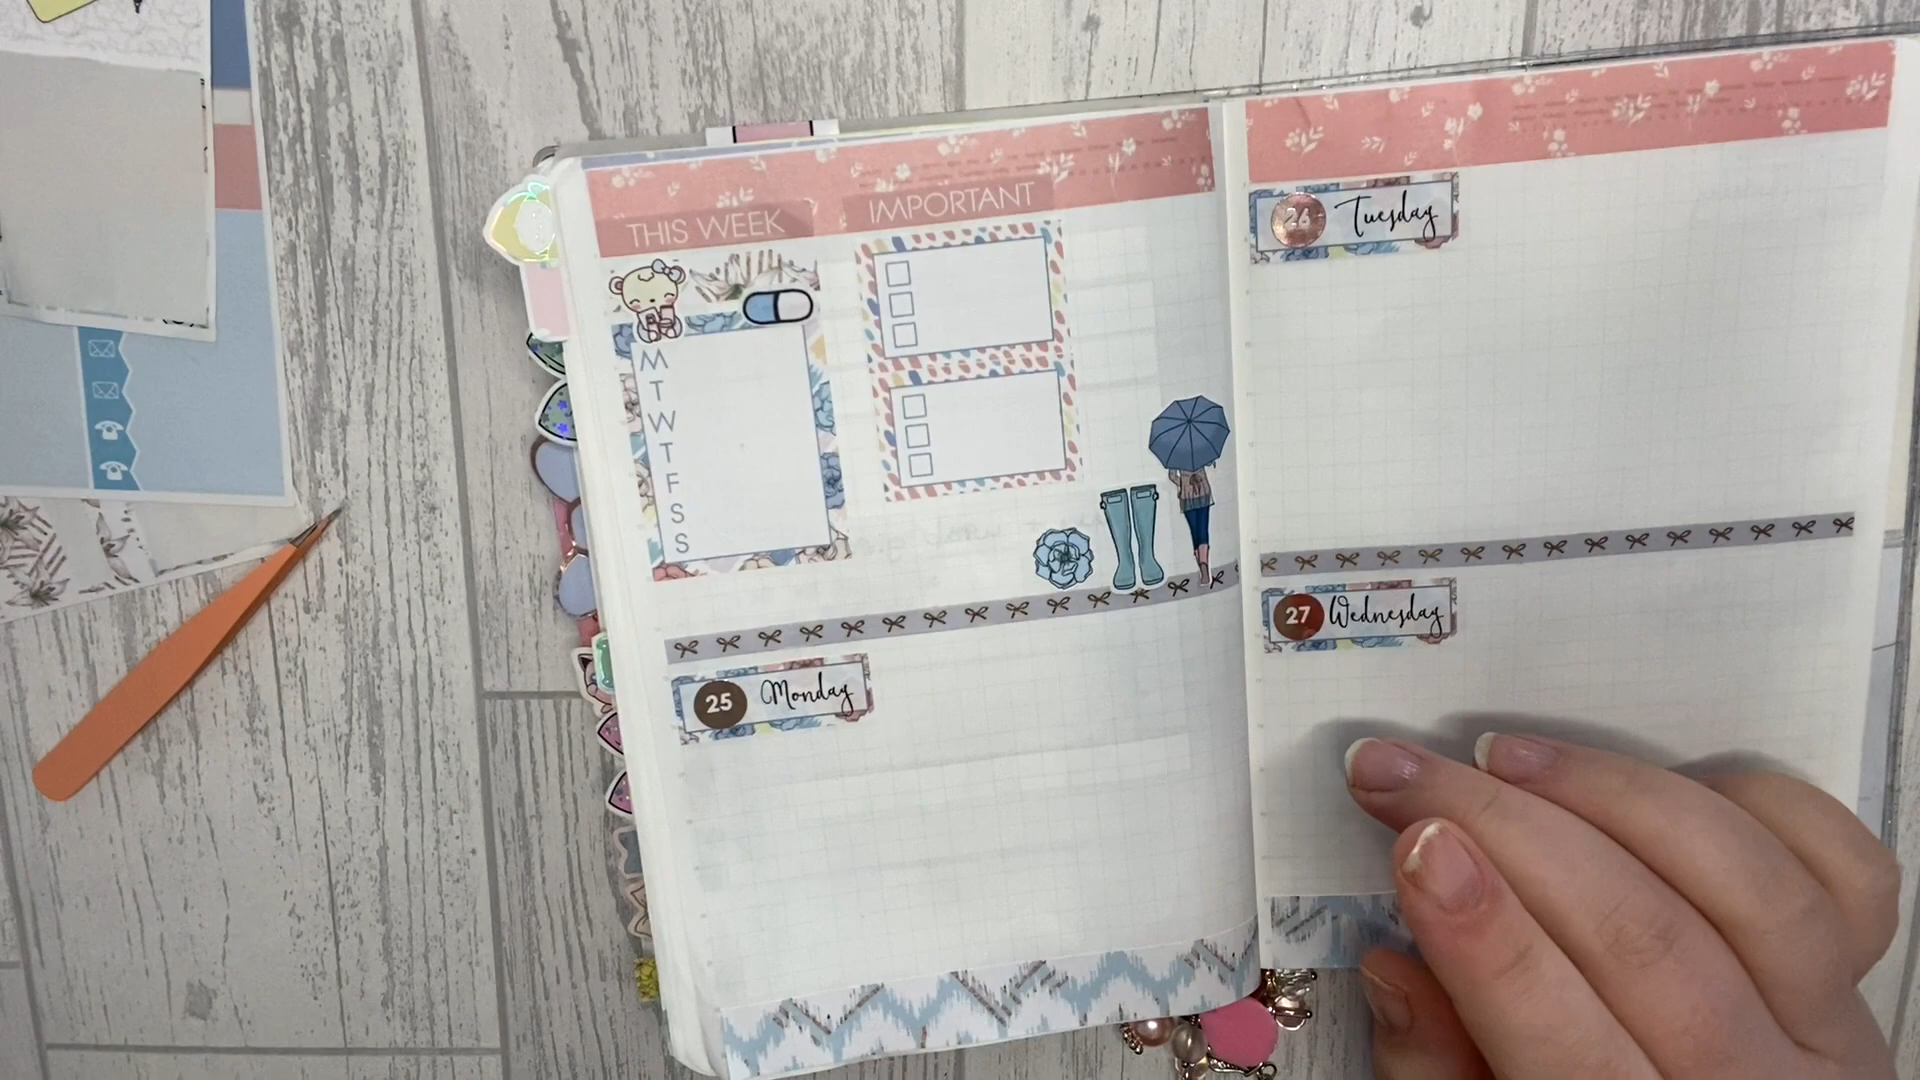 THIS WEEK
IMPORTANT
M
T
W
T
F
S
S
25 Monday
26 Tuesday
27 Wednesday